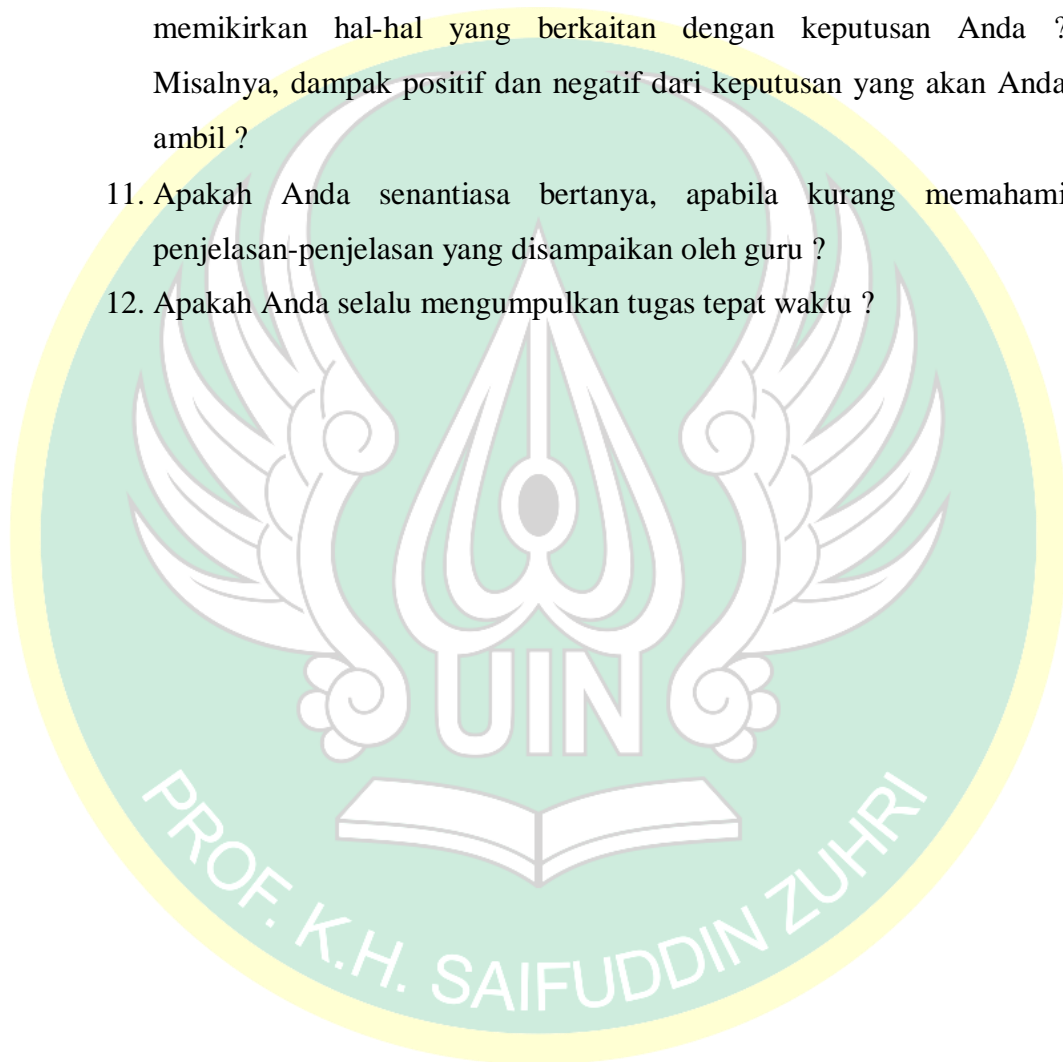 memikirkan hal-hal yang berkaitan dengan keputusan Anda ?
Misalnya, dampak positif dan negatif dari keputusan yang akan Anda
ambil ?
11. Apakah Anda senantiasa bertanya, apabila kurang memahami
penjelasan-penjelasan yang disampaikan oleh guru ?
12. Apakah Anda selalu mengumpulkan tugas tepat waktu ?
UIN
PROF. K.H. SAIFUDDIN ZUHRI